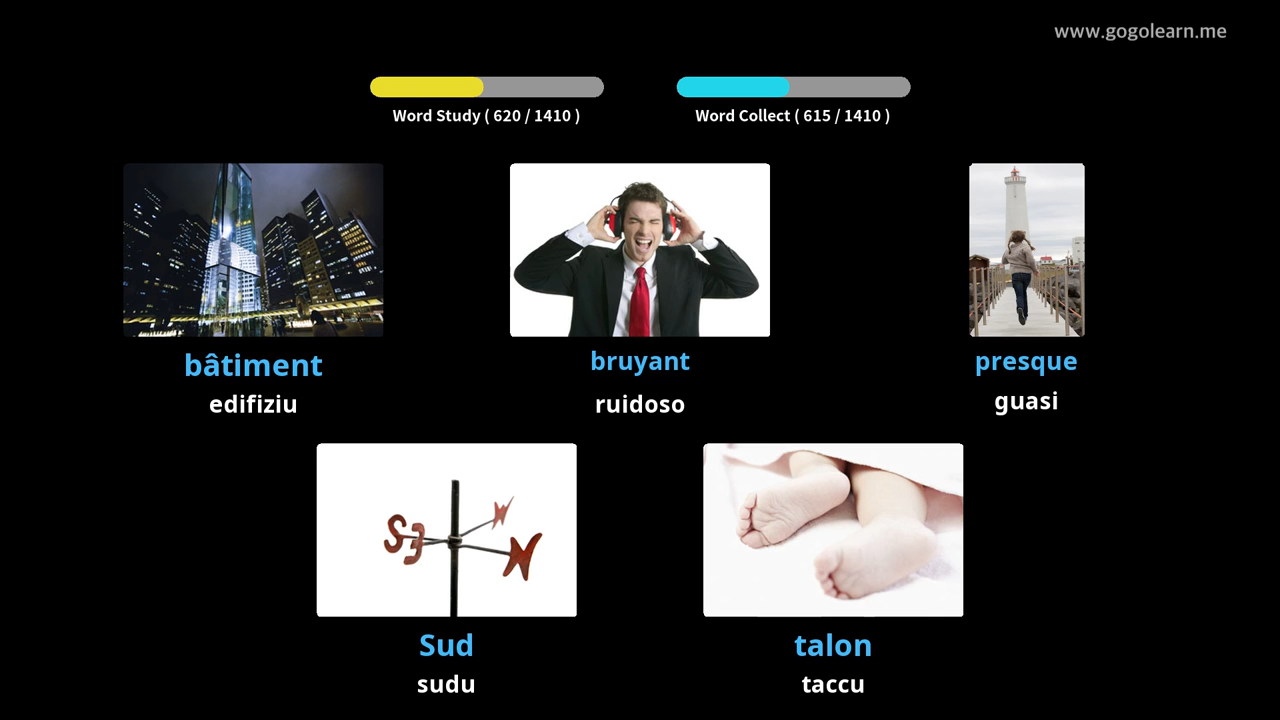 www.gogolearn.me
Word Study ( 620 / 1410 )
Word Collect ( 615 / 1410 )
bâtiment
edifiziu
bruyant
ruidoso
presque
guasi
S E N
Sud
sudu
talon
taccu